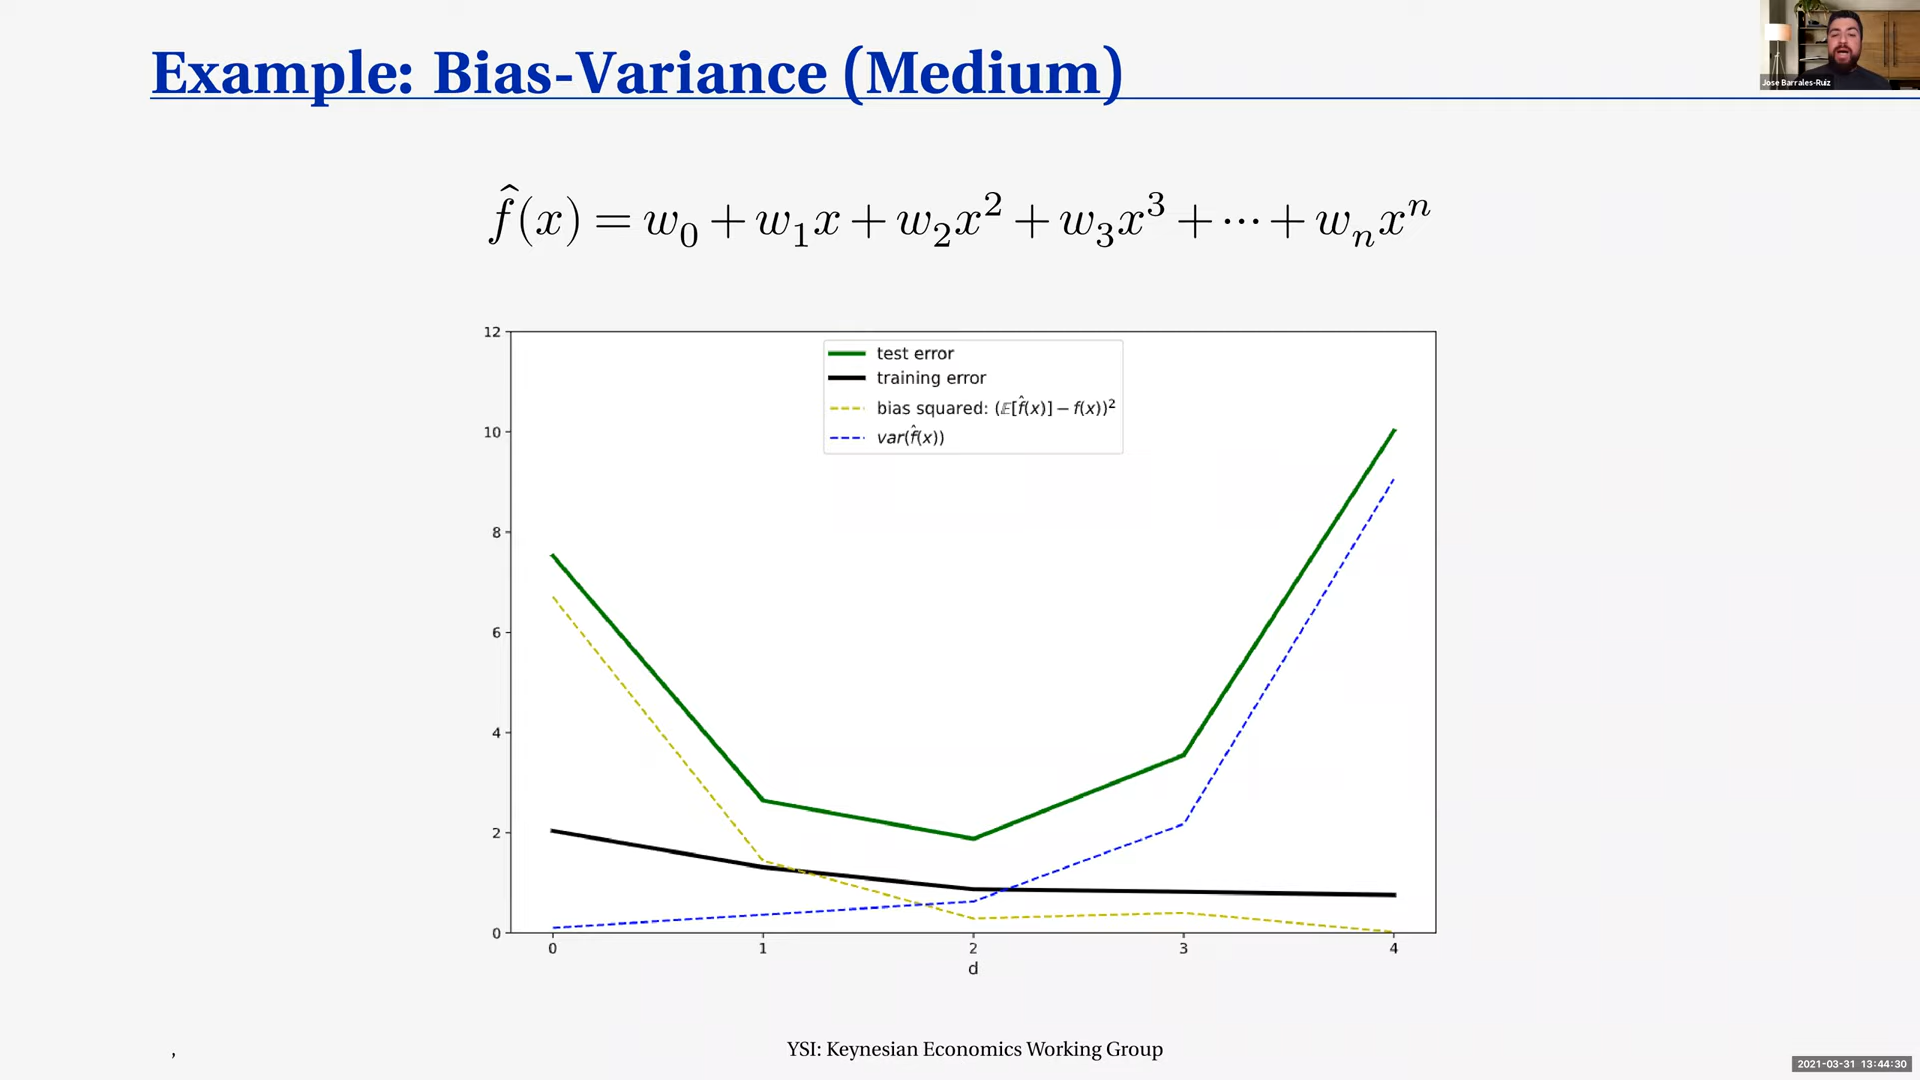 Example: Bias-Variance (Medium)
Jose Barrales-Ruiz
f̂(x) = w₀ + w₁x + w₂x² + w₃x³ + ⋯ + wₙxⁿ
test error
training error
bias squared: (𝔼[f̂(x)] − f(x))²
var(f̂(x))
12
10
8
6
4
2
0
0 1 2 3 4
d
,
YSI: Keynesian Economics Working Group
2021-03-31 13:44:30